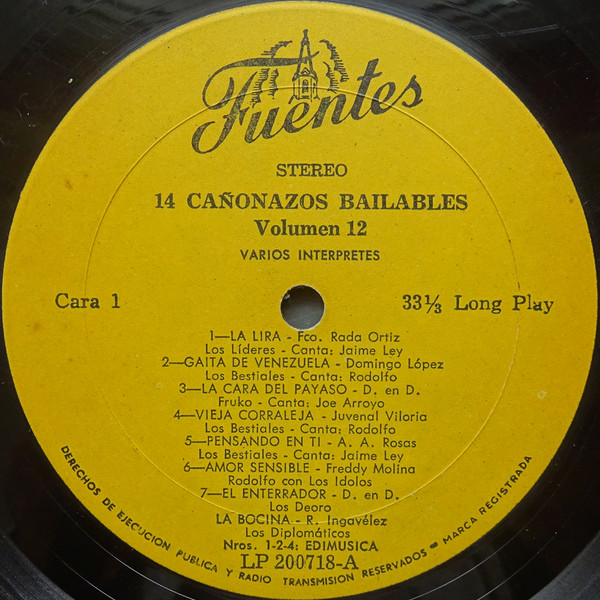 Fuentes
STEREO
14 CAÑONAZOS BAILABLES
Volumen 12
VARIOS INTERPRETES
Cara 1
33⅓ Long Play
1—LA LIRA - Fco. Rada Ortiz
Los Líderes - Canta: Jaime Ley
2—GAITA DE VENEZUELA - Domingo López
Los Bestiales - Canta: Rodolfo
3—LA CARA DEL PAYASO - D. en D.
Fruko - Canta: Joe Arroyo
4—VIEJA CORRALEJA - Juvenal Viloria
Los Bestiales - Canta: Rodolfo
5—PENSANDO EN TI - A. A. Rosas
Los Bestiales - Canta: Jaime Ley
6—AMOR SENSIBLE - Freddy Molina
Rodolfo con Los Idolos
7—EL ENTERRADOR - D. en D.
Los Deoro
LA BOCINA - R. Ingavélez
Los Diplomáticos
Nros. 1-2-4: EDIMUSICA
LP 200718-A
DERECHOS DE EJECUCION PUBLICA Y RADIO TRANSMISION RESERVADOS - MARCA REGISTRADA